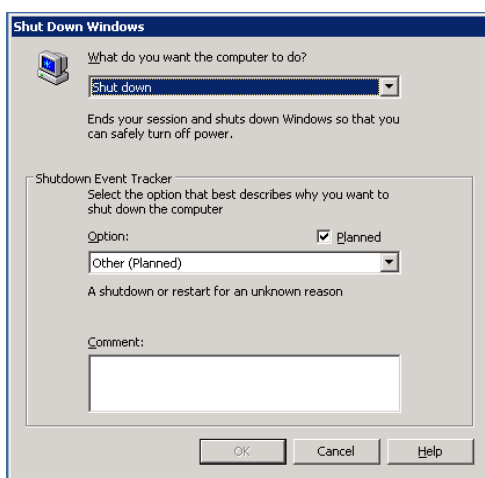 Shut Down Windows
What do you want the computer to do?
Shut down
Ends your session and shuts down Windows so that you
can safely turn off power.
Shutdown Event Tracker
Select the option that best describes why you want to
shut down the computer
Option:
Planned
Other (Planned)
A shutdown or restart for an unknown reason
Comment:
OK
Cancel
Help